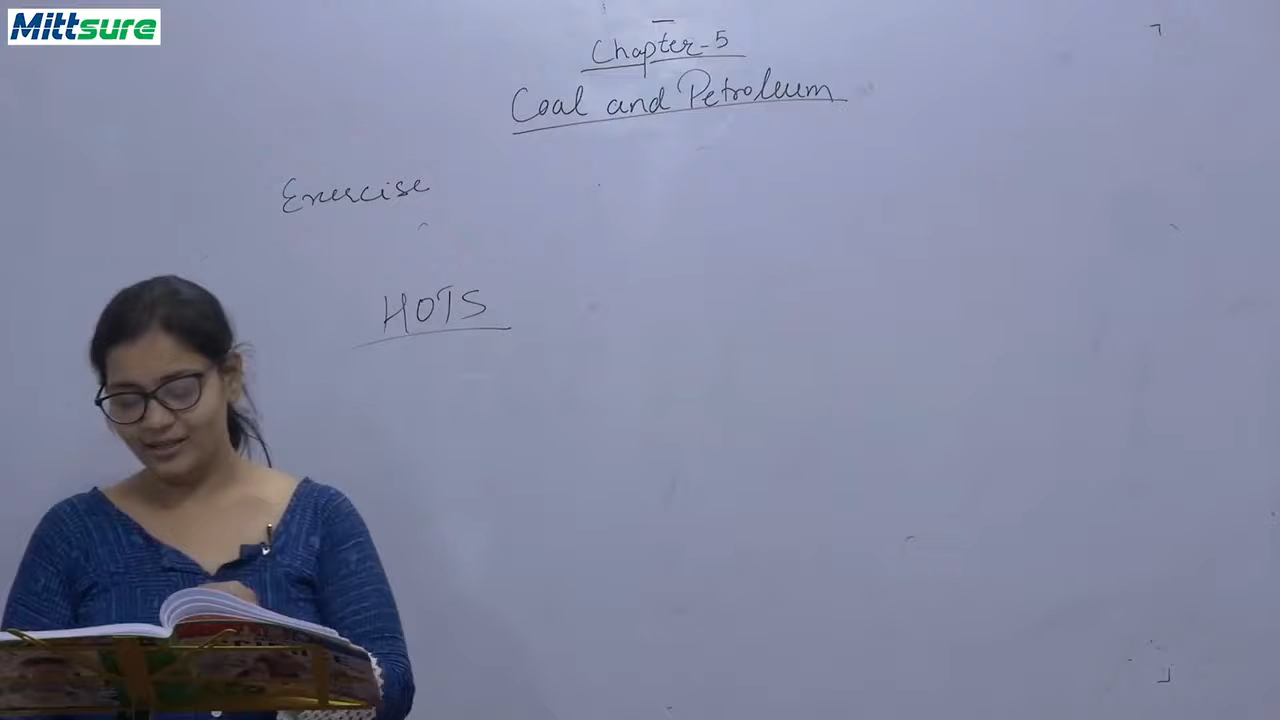 Mittsure
Chapter-5
Coal and Petroleum
Exercise
HOTS